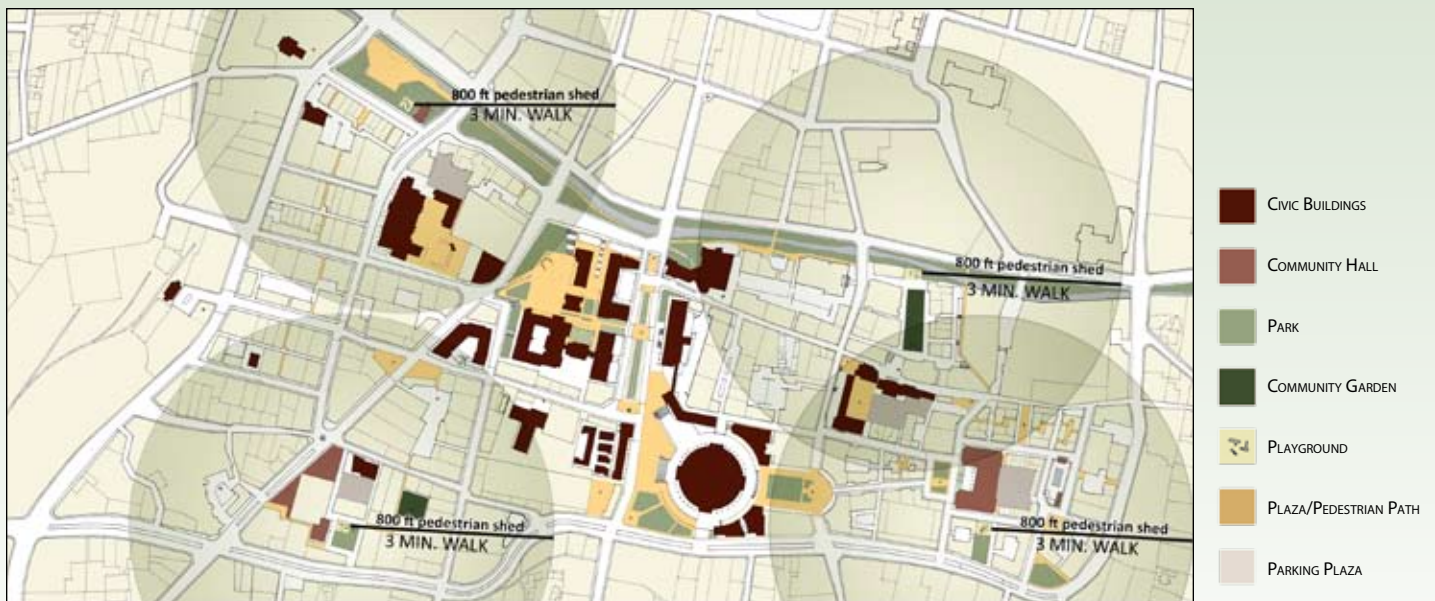 800 ft pedestrian shed
3 MIN. WALK
800 ft pedestrian shed
3 MIN. WALK
800 ft pedestrian shed
3 MIN. WALK
800 ft pedestrian shed
3 MIN. WALK
CIVIC BUILDINGS
COMMUNITY HALL
PARK
COMMUNITY GARDEN
PLAYGROUND
PLAZA/PEDESTRIAN PATH
PARKING PLAZA